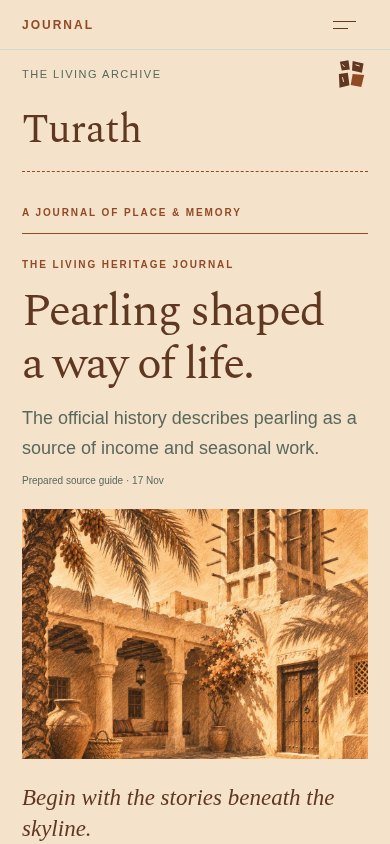 JOURNAL
THE LIVING ARCHIVE
Turath
A JOURNAL OF PLACE & MEMORY
THE LIVING HERITAGE JOURNAL
Pearling shaped
a way of life.
The official history describes pearling as a
source of income and seasonal work.
Prepared source guide · 17 Nov
Begin with the stories beneath the
skyline.